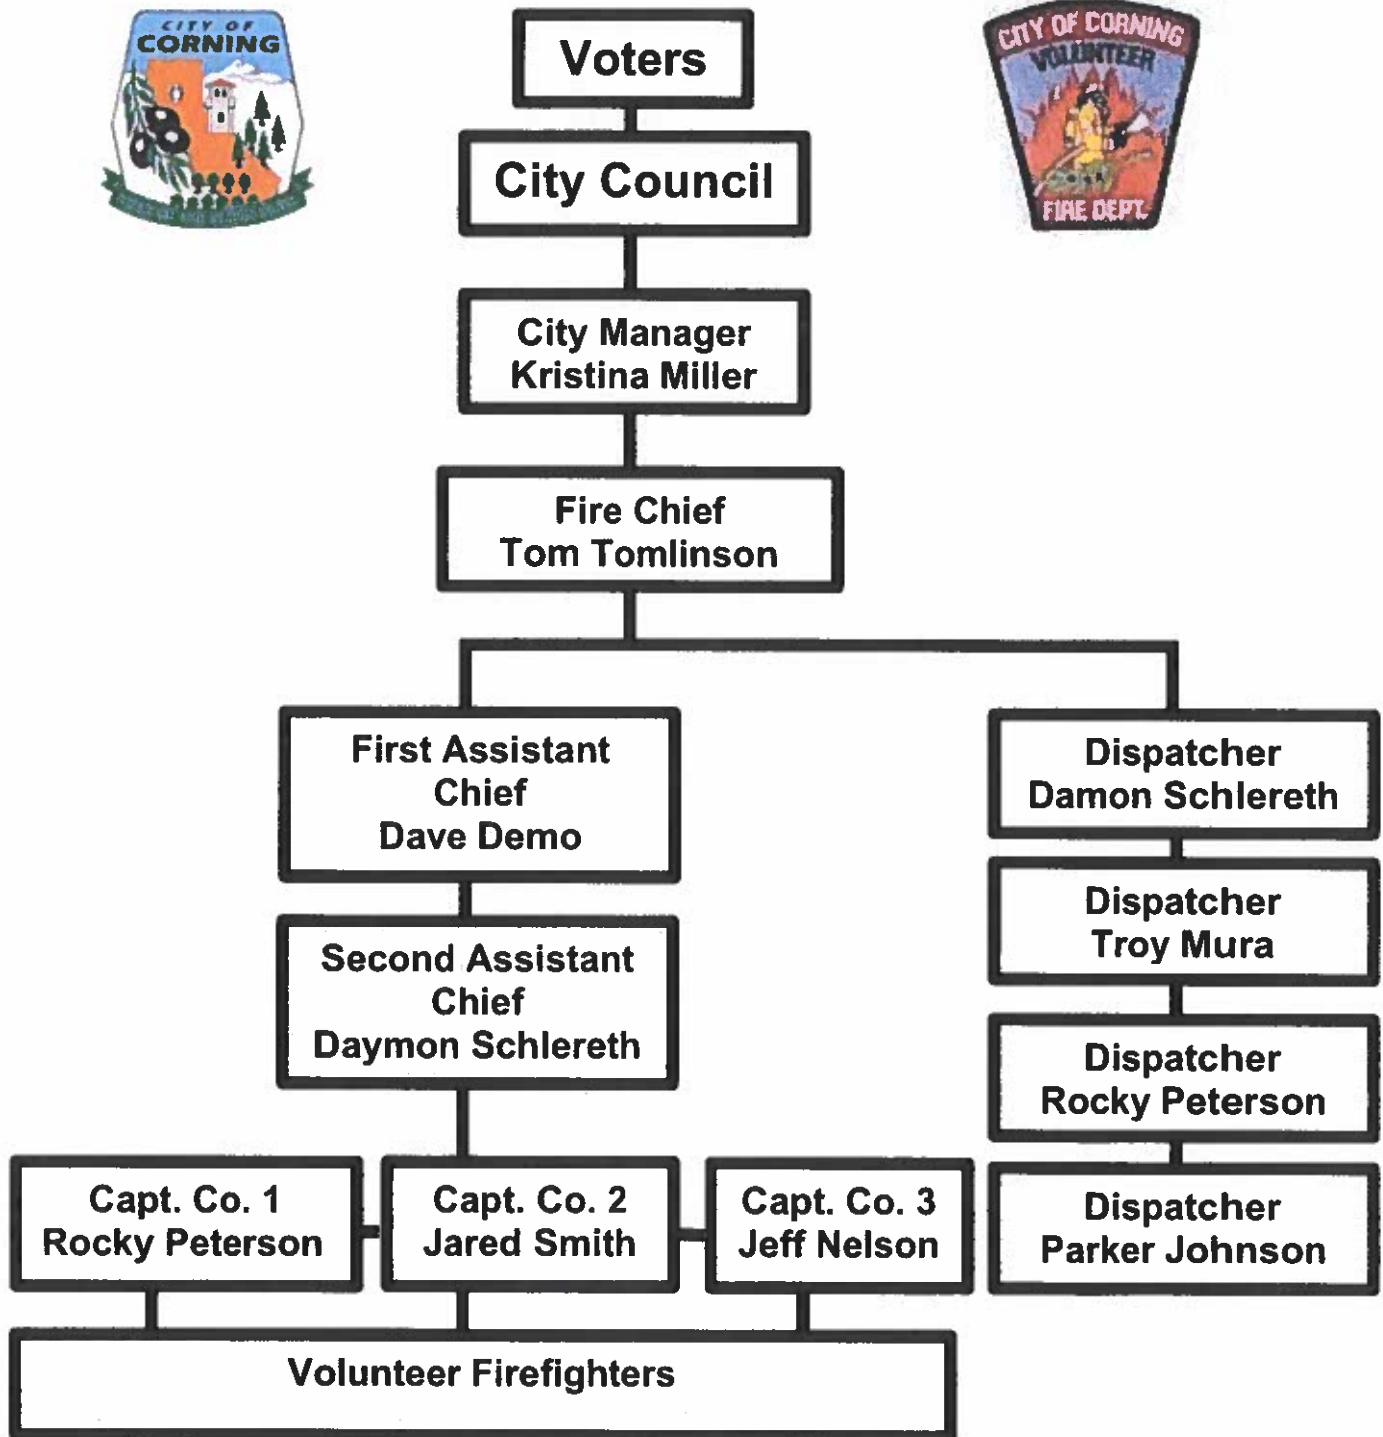 CITY OF
CORNING
Voters
CITY OF CORNING
VOLUNTEER
FIRE DEPT.
City Council
City Manager
Kristina Miller
Fire Chief
Tom Tomlinson
First Assistant
Chief
Dave Demo
Second Assistant
Chief
Daymon Schlereth
Dispatcher
Damon Schlereth
Dispatcher
Troy Mura
Dispatcher
Rocky Peterson
Dispatcher
Parker Johnson
Capt. Co. 1
Rocky Peterson
Capt. Co. 2
Jared Smith
Capt. Co. 3
Jeff Nelson
Volunteer Firefighters